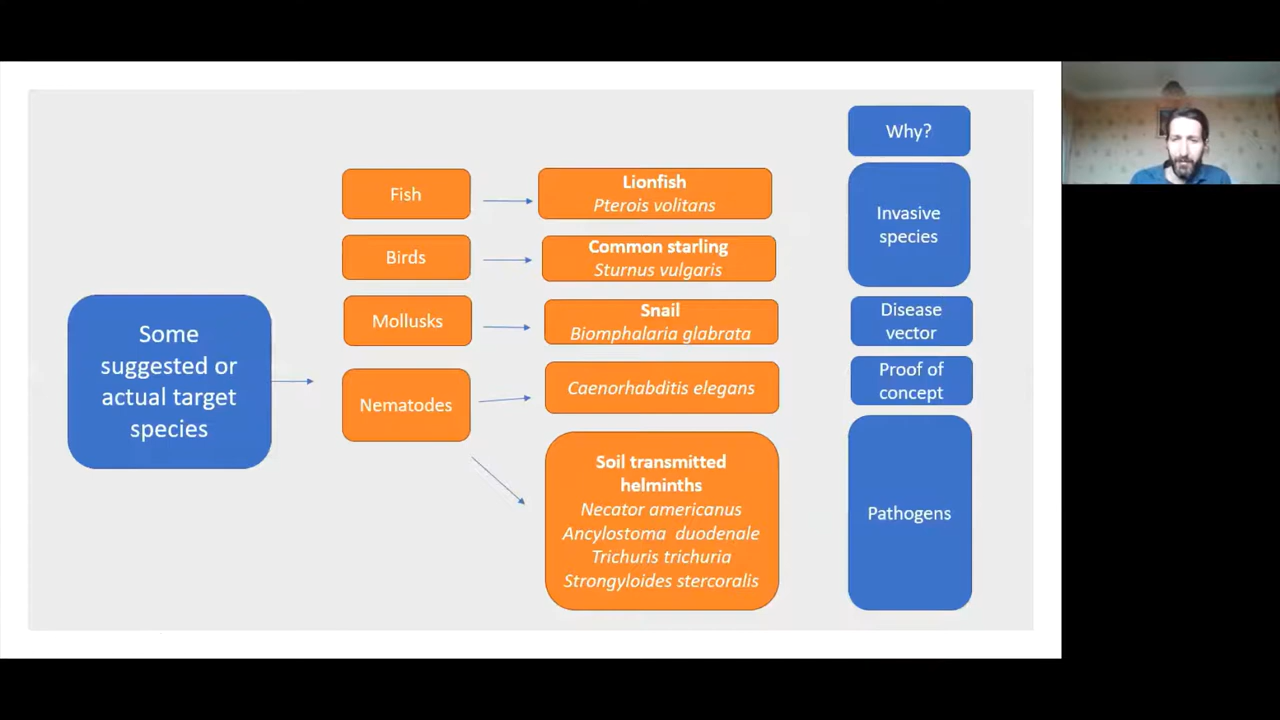 Why?
Fish
Lionfish
Pterois volitans
Invasive
species
Birds
Common starling
Sturnus vulgaris
Mollusks
Snail
Biomphalaria glabrata
Disease
vector
Some
suggested or
actual target
species
Nematodes
Caenorhabditis elegans
Proof of
concept
Soil transmitted
helminths
Necator americanus
Ancylostoma duodenale
Trichuris trichuria
Strongyloides stercoralis
Pathogens